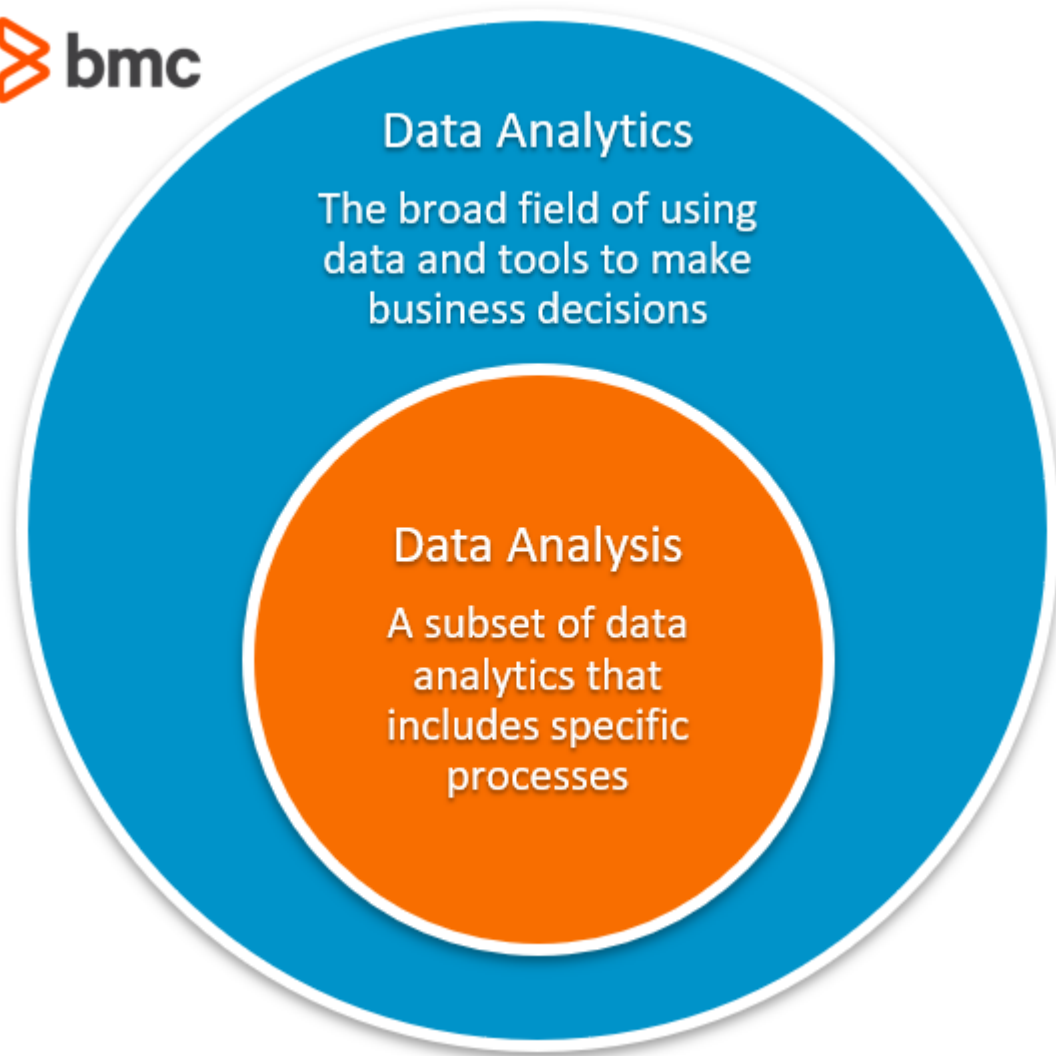 bmc
Data Analytics
The broad field of using
data and tools to make
business decisions
Data Analysis
A subset of data
analytics that
includes specific
processes